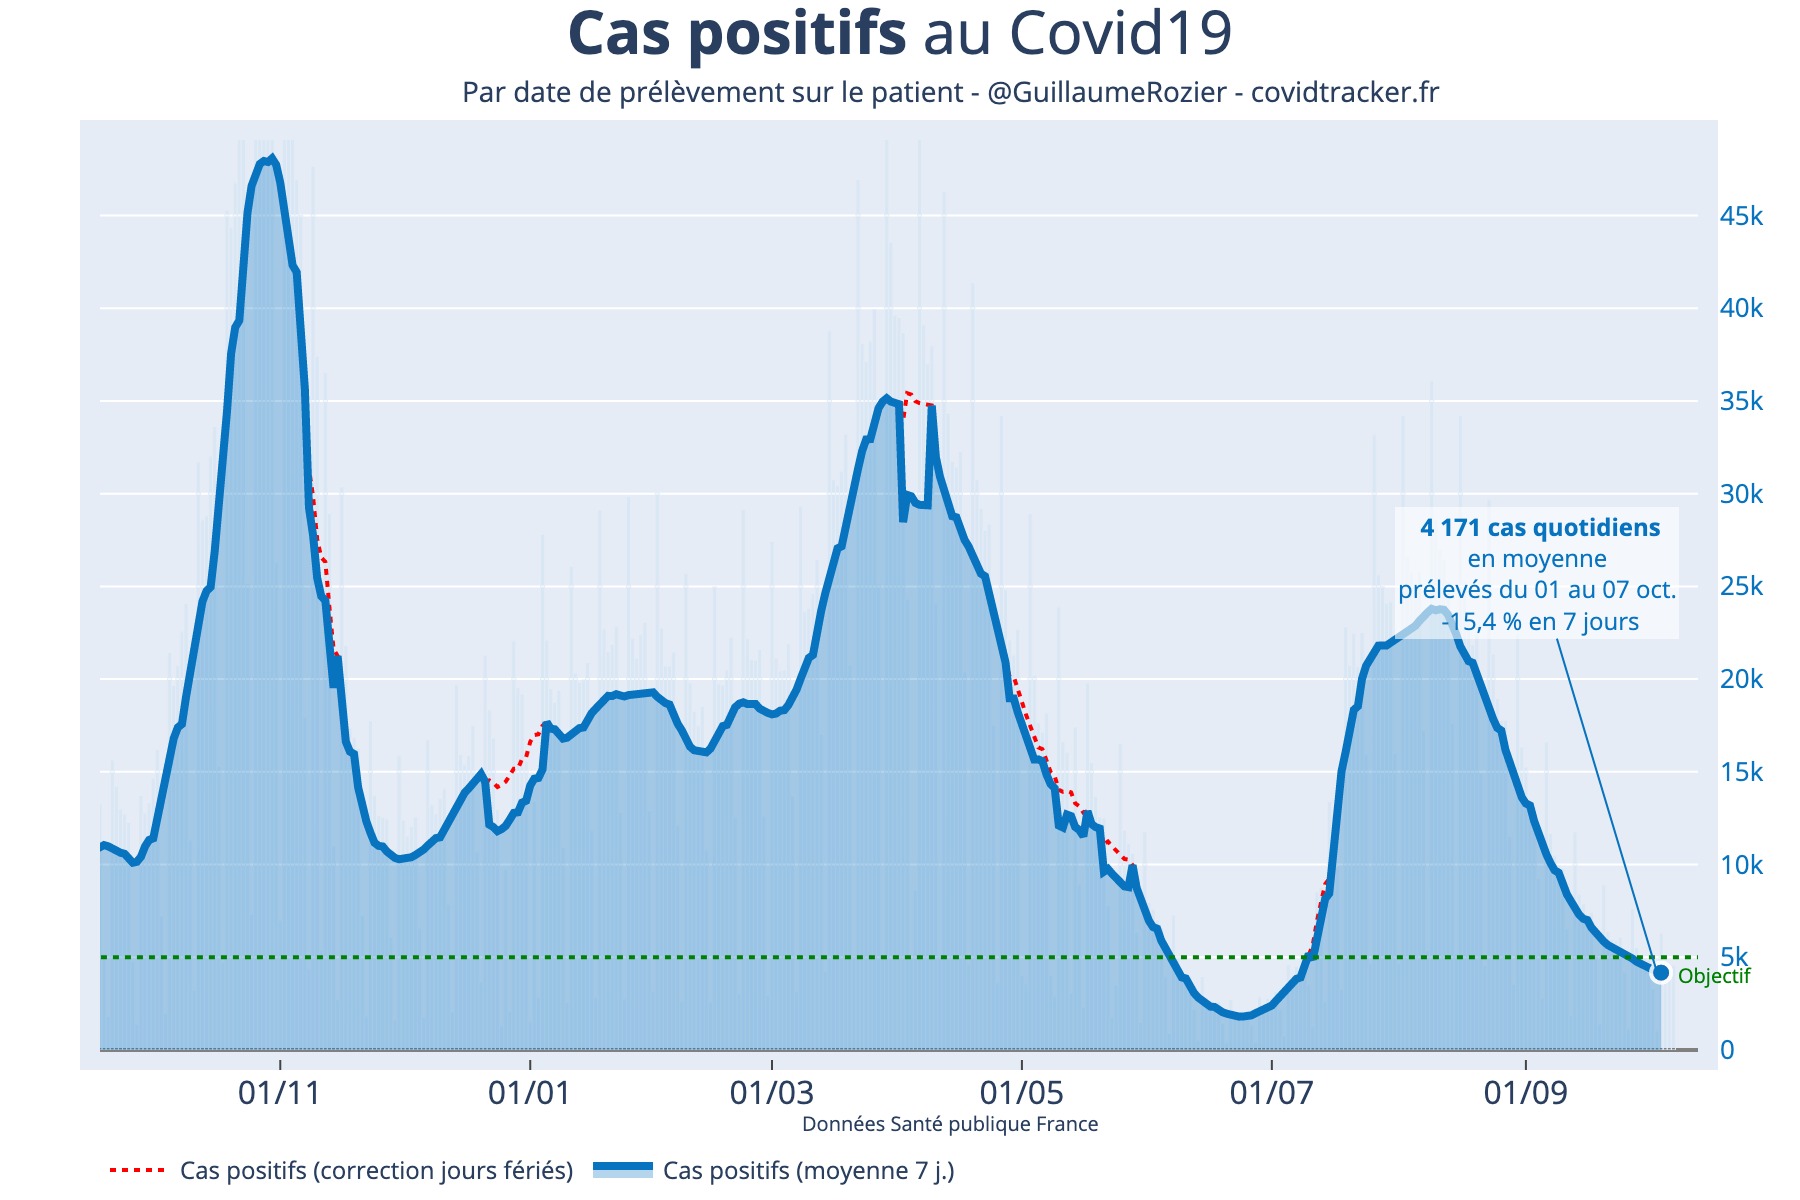 Cas positifs au Covid19
Par date de prélèvement sur le patient - @GuillaumeRozier - covidtracker.fr
45k
40k
35k
30k
4 171 cas quotidiens
en moyenne
prélevés du 01 au 07 oct.
-15,4 % en 7 jours
25k
20k
15k
10k
5k
Objectif
0
01/11 01/01 01/03 01/05 01/07 01/09
Données Santé publique France
Cas positifs (correction jours fériés) Cas positifs (moyenne 7 j.)